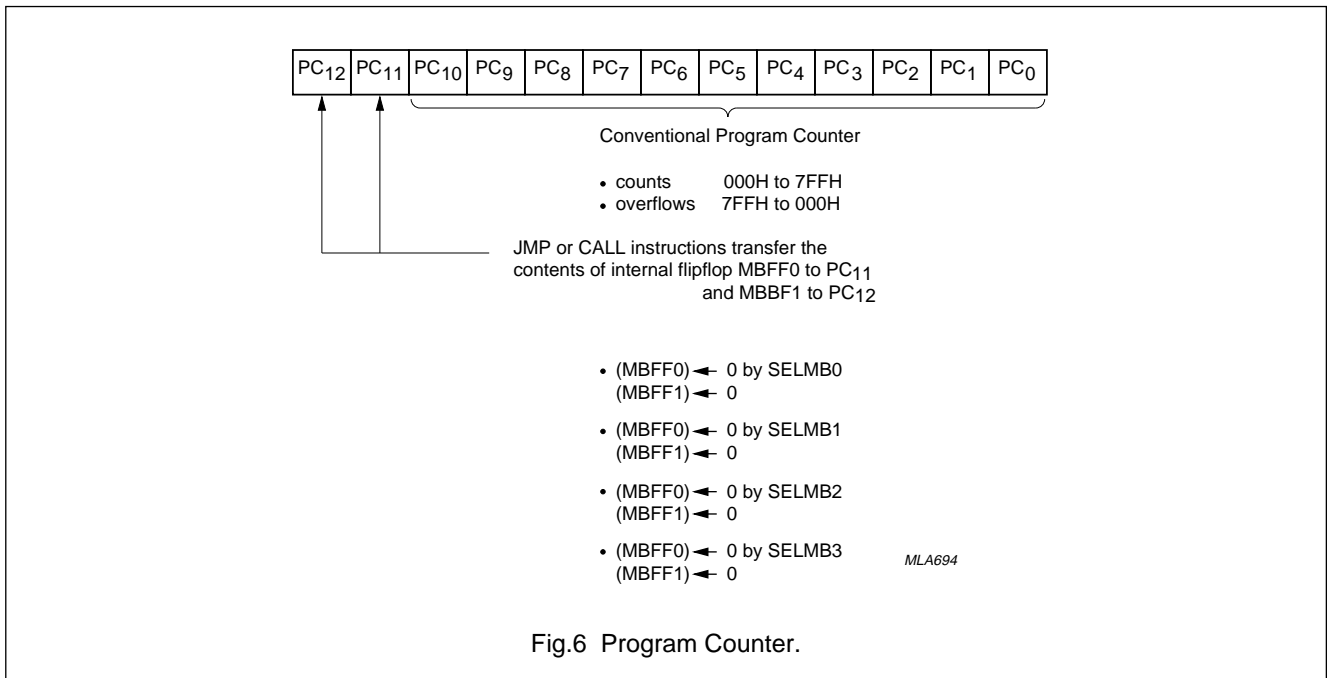 PC12 PC11 PC10 PC9 PC8 PC7 PC6 PC5 PC4 PC3 PC2 PC1 PC0
Conventional Program Counter
• counts 000H to 7FFH
• overflows 7FFH to 000H
JMP or CALL instructions transfer the
contents of internal flipflop MBFF0 to PC11
and MBBF1 to PC12
• (MBFF0) ← 0 by SELMB0
(MBFF1) ← 0
• (MBFF0) ← 0 by SELMB1
(MBFF1) ← 0
• (MBFF0) ← 0 by SELMB2
(MBFF1) ← 0
• (MBFF0) ← 0 by SELMB3
(MBFF1) ← 0
MLA694
Fig.6 Program Counter.